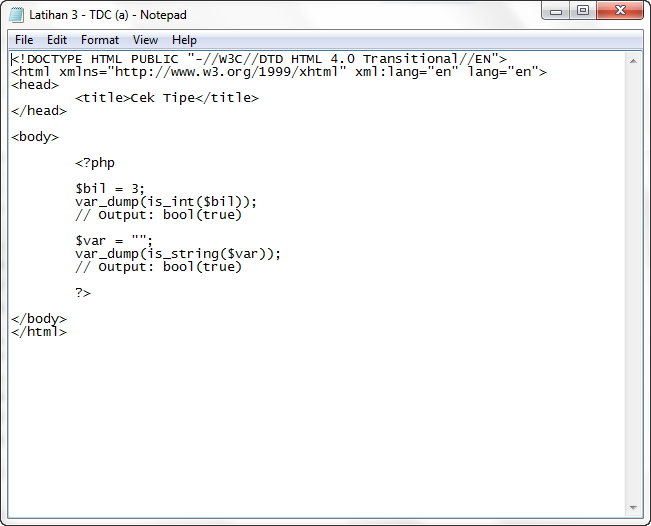 Latihan 3 - TDC (a) - Notepad
File Edit Format View Help
<!DOCTYPE HTML PUBLIC "-//W3C//DTD HTML 4.0 Transitional//EN">
<html xmlns="http://www.w3.org/1999/xhtml" xml:lang="en" lang="en">
<head>
        <title>Cek Tipe</title>
</head>

<body>

        <?php

        $bil = 3;
        var_dump(is_int($bil));
        // Output: bool(true)

        $var = "";
        var_dump(is_string($var));
        // Output: bool(true)

        ?>

</body>
</html>